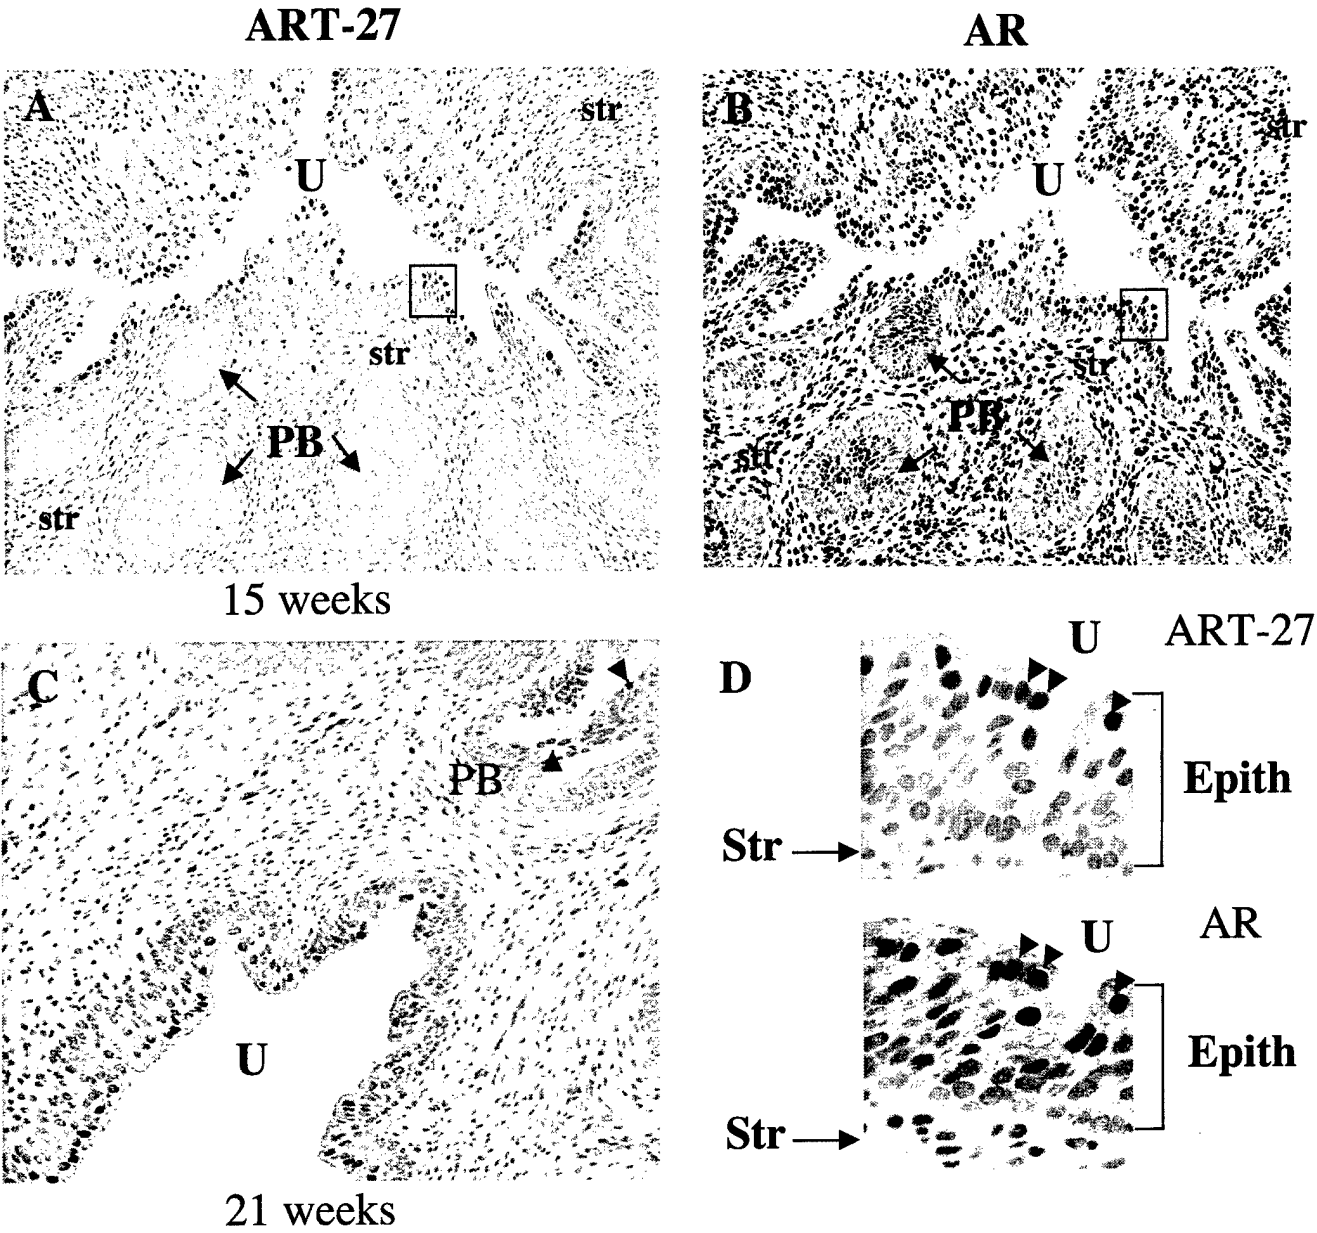 ART-27
AR
A
str
B
str
U
U
str
str
PB
PB
str
str
15 weeks
C
PB
U
21 weeks
D
U
ART-27
Epith
Str
U
AR
Epith
Str